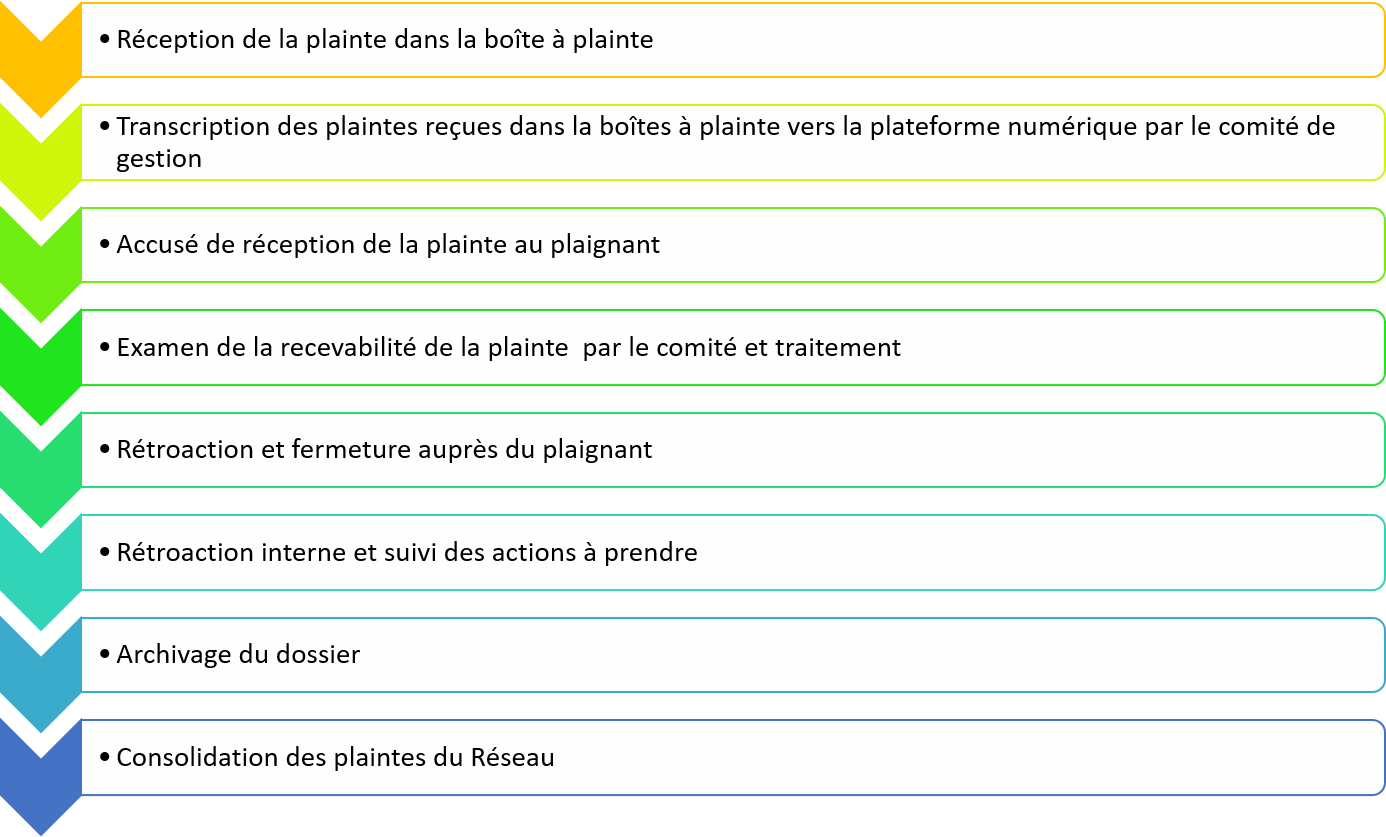 • Réception de la plainte dans la boîte à plainte
• Transcription des plaintes reçues dans la boîtes à plainte vers la plateforme numérique par le comité de
gestion
• Accusé de réception de la plainte au plaignant
• Examen de la recevabilité de la plainte  par le comité et traitement
• Rétroaction et fermeture auprès du plaignant
• Rétroaction interne et suivi des actions à prendre
• Archivage du dossier
• Consolidation des plaintes du Réseau